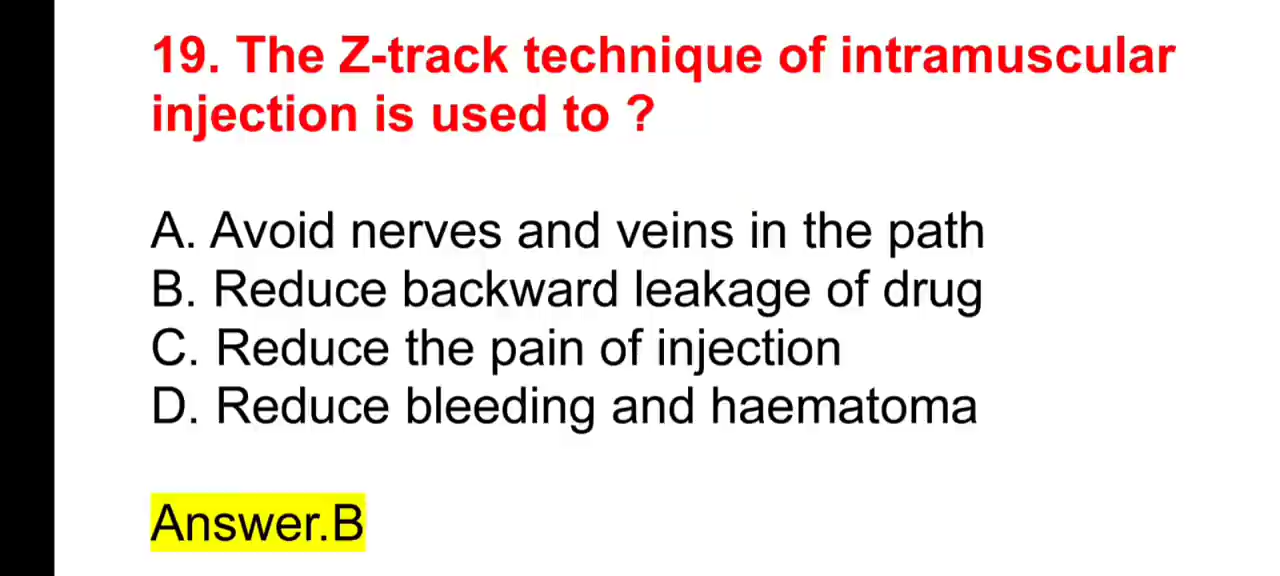 19. The Z-track technique of intramuscular
injection is used to ?
A. Avoid nerves and veins in the path
B. Reduce backward leakage of drug
C. Reduce the pain of injection
D. Reduce bleeding and haematoma
Answer.B